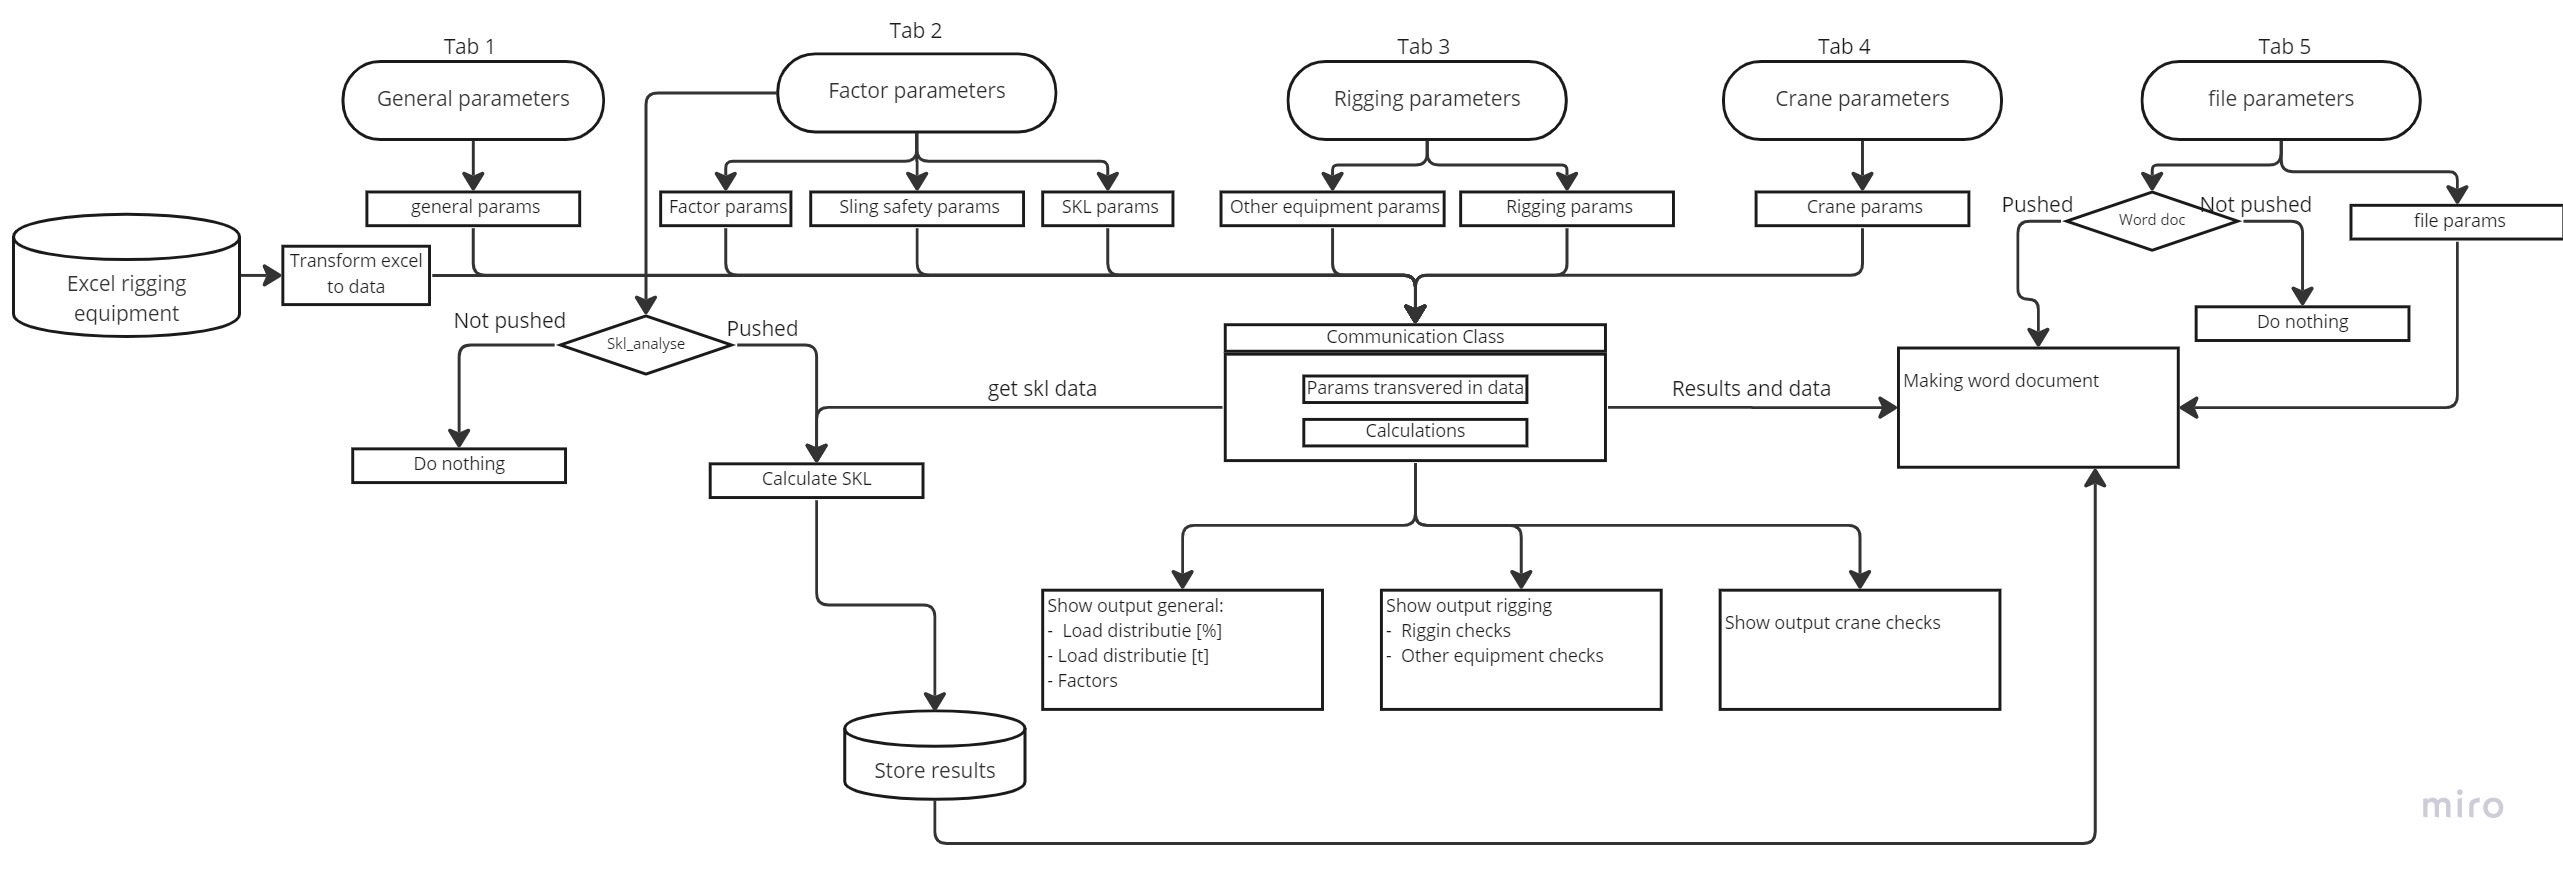 Tab 1
Tab 2
Tab 3
Tab 4
Tab 5
General parameters
Factor parameters
Rigging parameters
Crane parameters
file parameters
general params
Factor params
Sling safety params
SKL params
Other equipment params
Rigging params
Crane params
Pushed
Word doc
Not pushed
file params
Excel rigging
equipment
Transform excel
to data
Not pushed
Skl_analyse
Pushed
Do nothing
Communication Class
Params transvered in data
Calculations
get skl data
Results and data
Making word document
Do nothing
Calculate SKL
Show output general:
-  Load distributie [%]
- Load distributie [t]
- Factors
Show output rigging
-  Riggin checks
-  Other equipment checks
Show output crane checks
Store results
miro